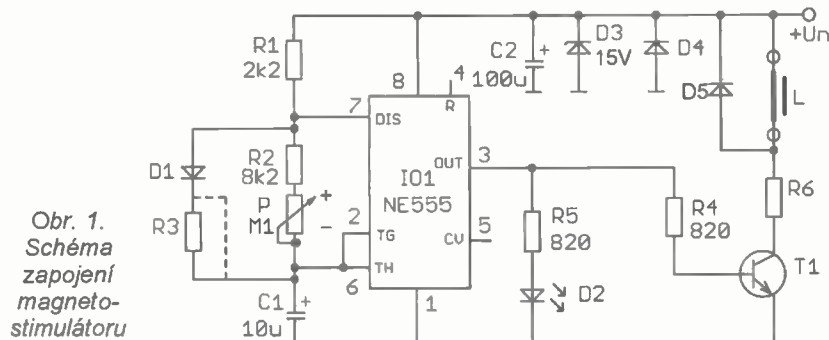 R1
2k2
C2
+
100u
D3
15V
D4
+Un
D5
L
8
4
R
7
DIS
D1
R2
8k2
P
M1
+
-
R3
2
TG
TH
6
IO1
NE555
OUT
3
CV
5
1
C1
+
10u
R5
820
D2
R4
820
R6
T1
Obr. 1.
Schéma
zapojení
magneto-
stimulátoru